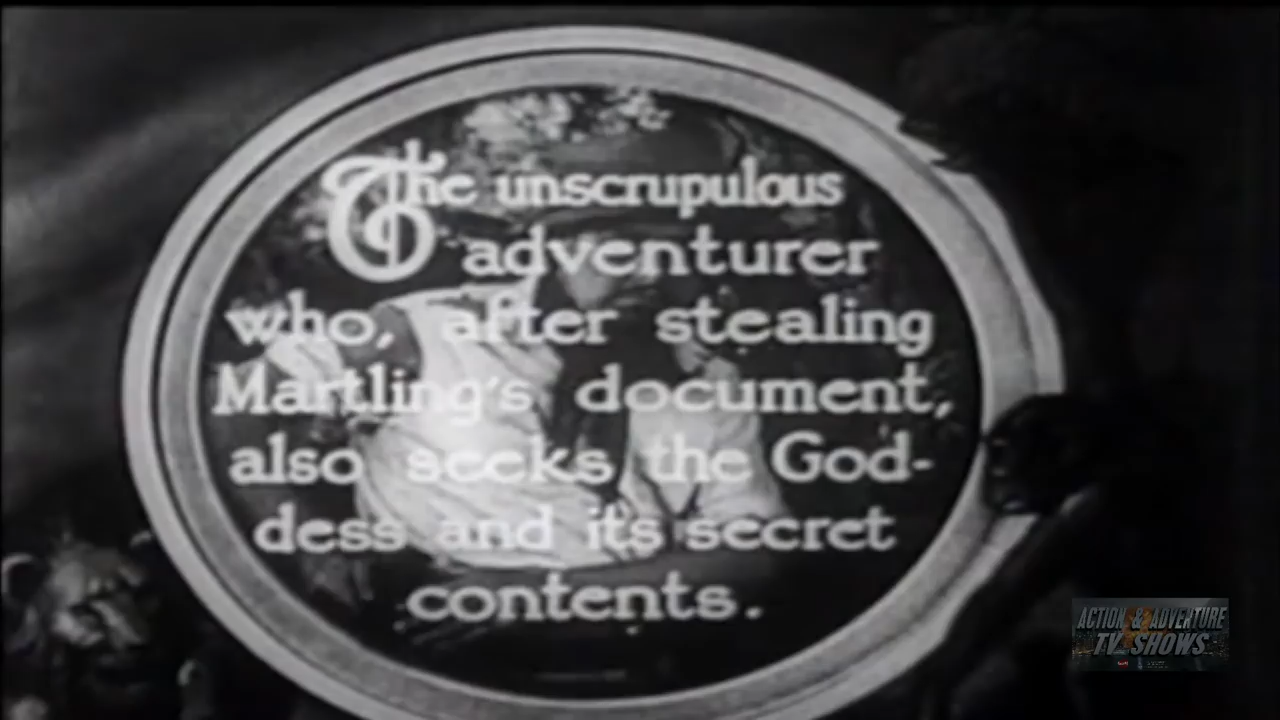 The unscrupulous
adventurer
who, after stealing
Martling's document,
also seeks the God-
dess and its secret
contents.
ACTION & ADVENTURE
TV SHOWS